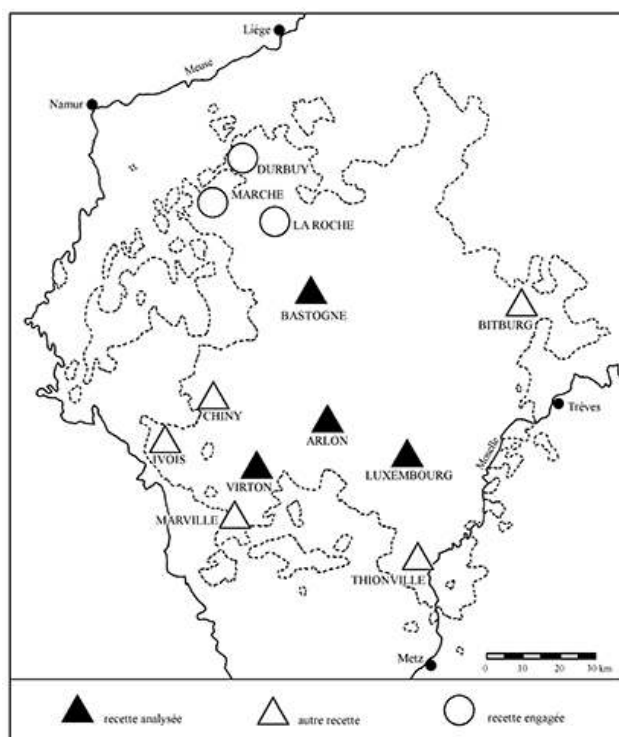 Liége
Meuse
Namur
DURBUY
MARCHE
LA ROCHE
BASTOGNE
BITBURG
CHINY
Trèves
ARLON
IVOIS
Moselle
LUXEMBOURG
VIRTON
MARVILLE
THIONVILLE
Metz
0 10 20 30 km
recette analysée
autre recette
recette engagée